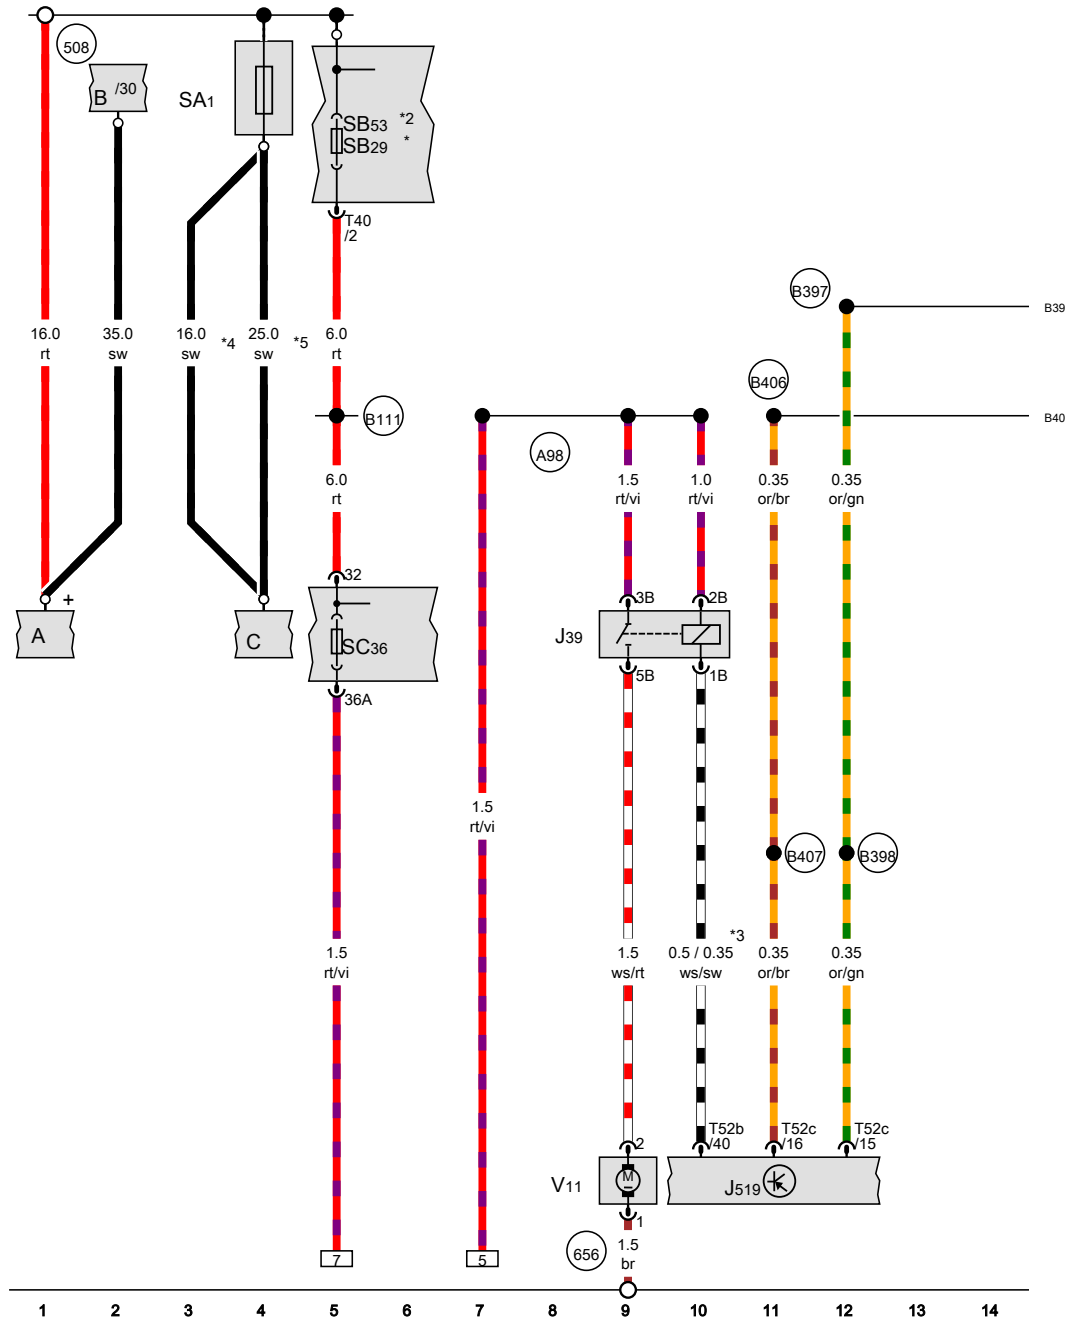 508
B /30
SA1
SB53 *2
SB29 *
T40
/2
B397
B39
16.0
rt
35.0
sw
16.0
sw
*4
25.0
sw
*5
6.0
rt
B406
B111
B40
A98
6.0
rt
1.5
rt/vi
1.0
rt/vi
0.35
or/br
0.35
or/gn
32
3B
2B
+
A
C
SC36
J39
5B
1B
36A
1.5
rt/vi
B407
B398
*3
1.5
rt/vi
1.5
ws/rt
0.5 / 0.35
ws/sw
0.35
or/br
0.35
or/gn
2
T52b
/40
T52c
/16
T52c
/15
V11
M
J519
1
656
1.5
br
7
5
1 2 3 4 5 6 7 8 9 10 11 12 13 14